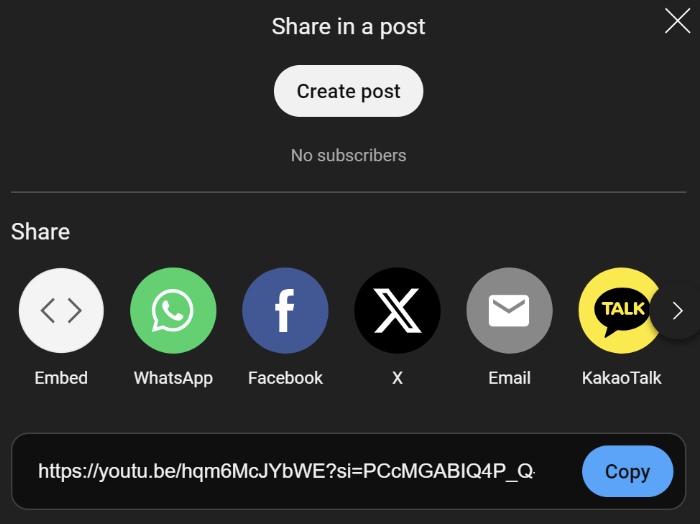 Share in a post
Create post
No subscribers
Share
Embed
WhatsApp
Facebook
X
Email
TALK
KakaoTalk
https://youtu.be/hqm6McJYbWE?si=PCcMGABIQ4P_Q
Copy